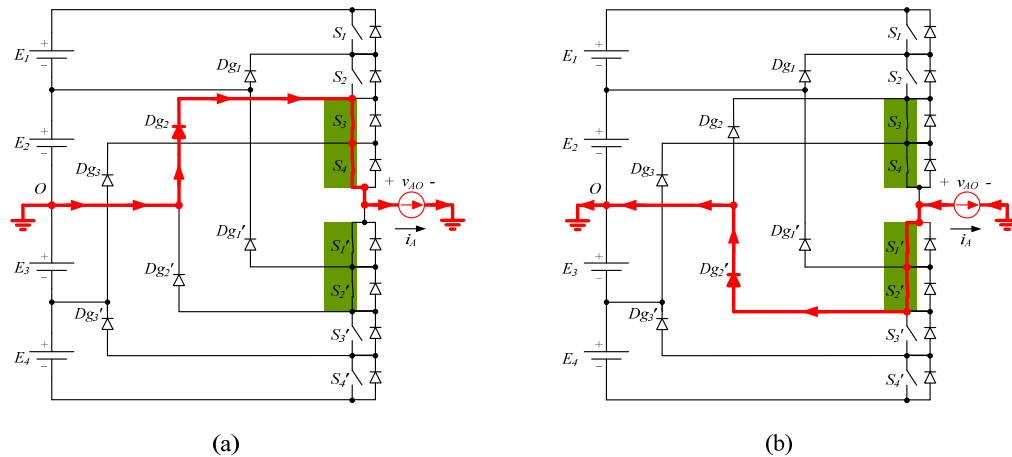 E1
E2
E3
E4
+
−
+
−
+
−
+
−
O
Dg1
Dg2
Dg3
Dg1'
Dg2'
Dg3'
S1
S2
S3
S4
S1'
S2'
S3'
S4'
+ vAO -
iA
(a)
E1
E2
E3
E4
+
−
+
−
+
−
+
−
O
Dg1
Dg2
Dg3
Dg1'
Dg2'
Dg3'
S1
S2
S3
S4
S1'
S2'
S3'
S4'
+ vAO -
iA
(b)